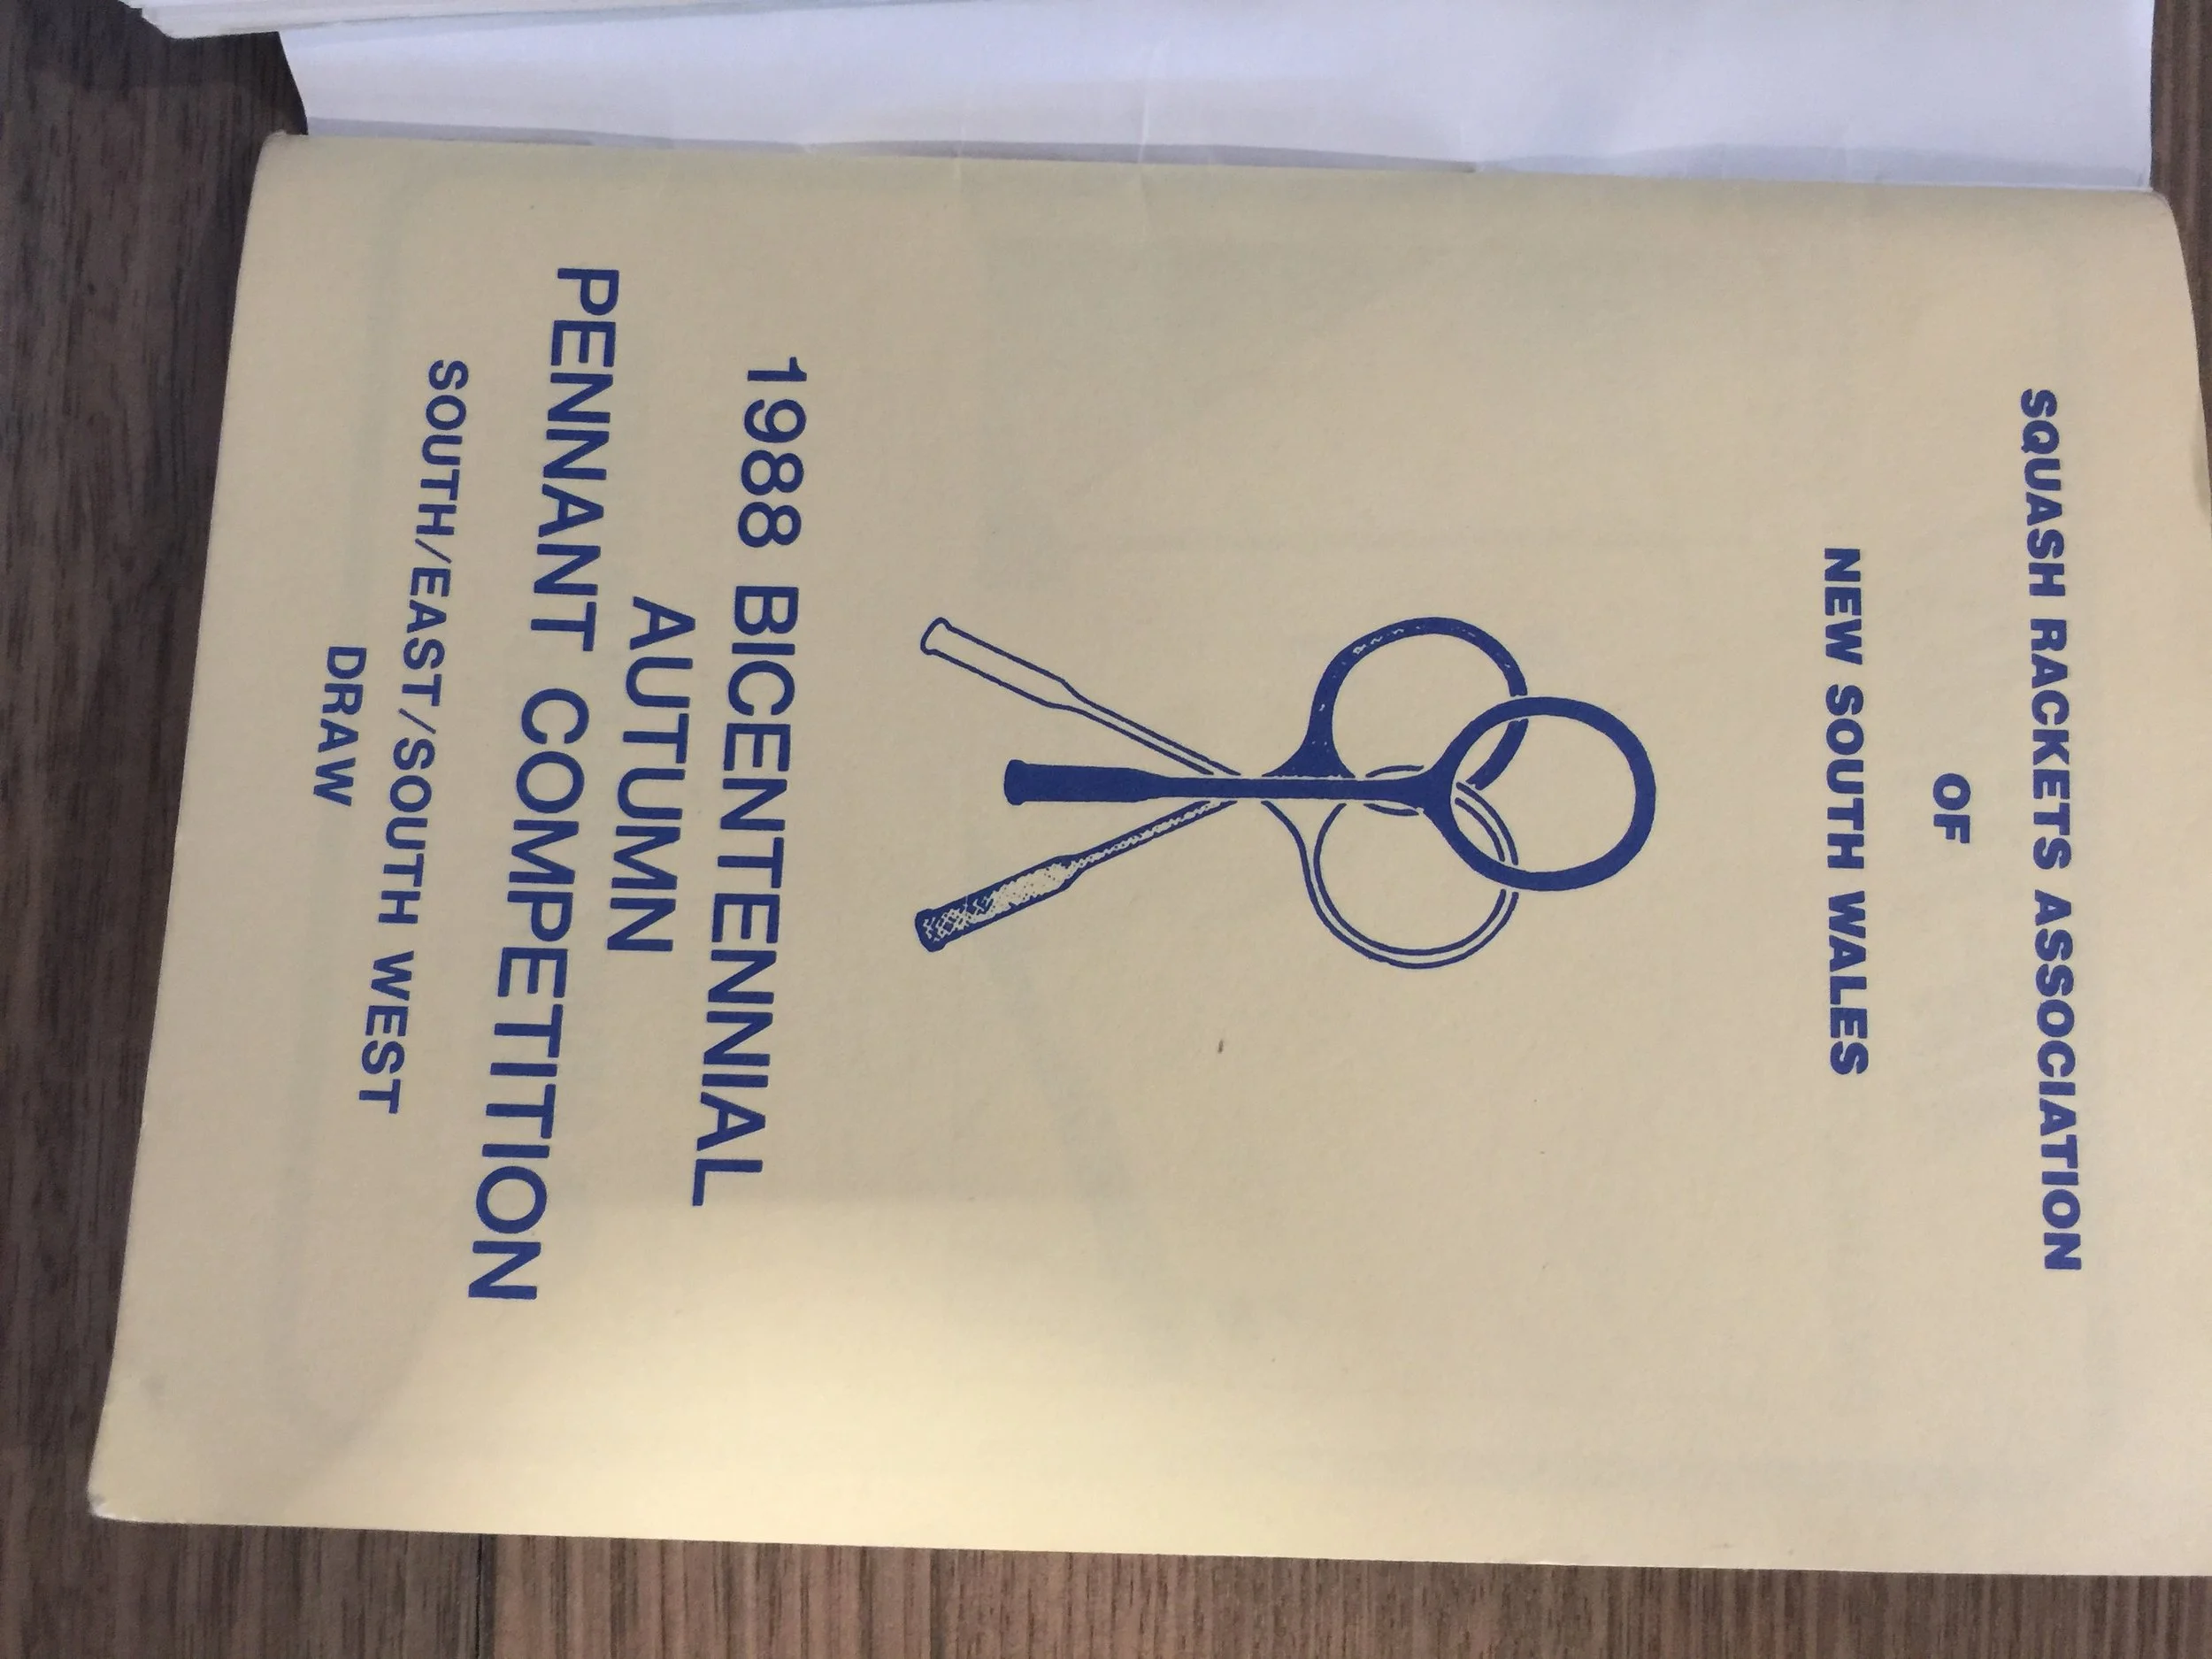 SQUASH RACKETS ASSOCIATION
OF
NEW SOUTH WALES
1988 BICENTENNIAL
AUTUMN
PENNANT COMPETITION
SOUTH/EAST/SOUTH WEST
DRAW